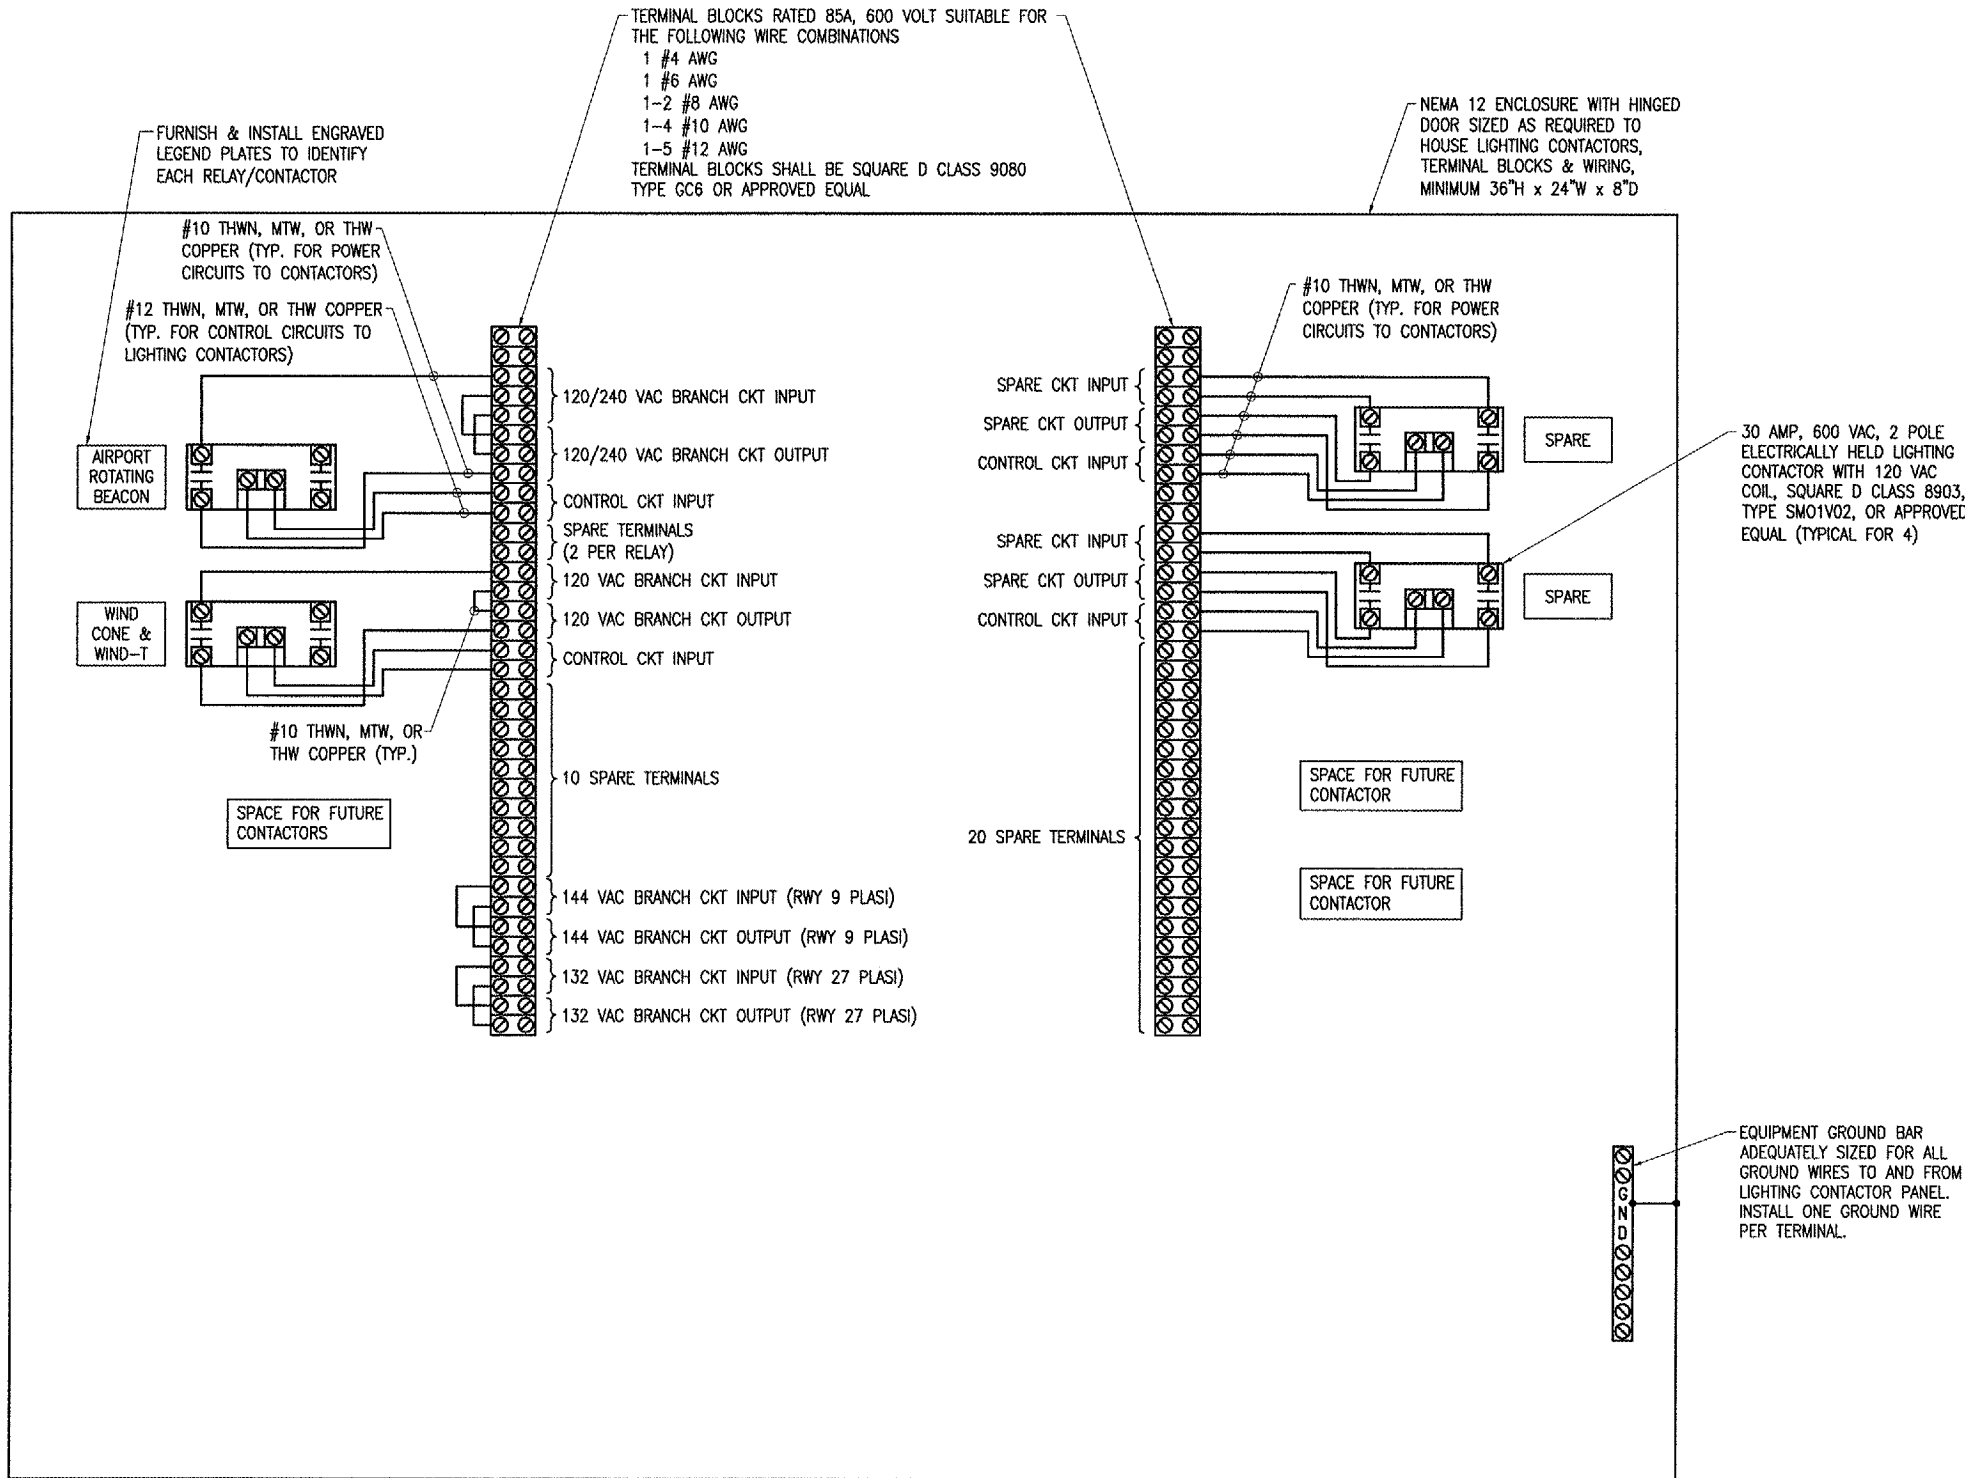 TERMINAL BLOCKS RATED 85A, 600 VOLT SUITABLE FOR
THE FOLLOWING WIRE COMBINATIONS
1 #4 AWG
1 #6 AWG
1-2 #8 AWG
1-4 #10 AWG
1-5 #12 AWG
TERMINAL BLOCKS SHALL BE SQUARE D CLASS 9080
TYPE GC6 OR APPROVED EQUAL
NEMA 12 ENCLOSURE WITH HINGED
DOOR SIZED AS REQUIRED TO
HOUSE LIGHTING CONTACTORS,
TERMINAL BLOCKS & WIRING,
MINIMUM 36"H x 24"W x 8"D
FURNISH & INSTALL ENGRAVED
LEGEND PLATES TO IDENTIFY
EACH RELAY/CONTACTOR
#10 THWN, MTW, OR THW
COPPER (TYP. FOR POWER
CIRCUITS TO CONTACTORS)
#12 THWN, MTW, OR THW COPPER
(TYP. FOR CONTROL CIRCUITS TO
LIGHTING CONTACTORS)
AIRPORT
ROTATING
BEACON
WIND
CONE &
WIND-T
#10 THWN, MTW, OR
THW COPPER (TYP.)
SPACE FOR FUTURE
CONTACTORS
120/240 VAC BRANCH CKT INPUT
120/240 VAC BRANCH CKT OUTPUT
CONTROL CKT INPUT
SPARE TERMINALS
(2 PER RELAY)
120 VAC BRANCH CKT INPUT
120 VAC BRANCH CKT OUTPUT
CONTROL CKT INPUT
10 SPARE TERMINALS
144 VAC BRANCH CKT INPUT (RWY 9 PLASI)
144 VAC BRANCH CKT OUTPUT (RWY 9 PLASI)
132 VAC BRANCH CKT INPUT (RWY 27 PLASI)
132 VAC BRANCH CKT OUTPUT (RWY 27 PLASI)
#10 THWN, MTW, OR THW
COPPER (TYP. FOR POWER
CIRCUITS TO CONTACTORS)
SPARE CKT INPUT
SPARE CKT OUTPUT
CONTROL CKT INPUT
SPARE CKT INPUT
SPARE CKT OUTPUT
CONTROL CKT INPUT
20 SPARE TERMINALS
SPARE
SPARE
30 AMP, 600 VAC, 2 POLE
ELECTRICALLY HELD LIGHTING
CONTACTOR WITH 120 VAC
COIL, SQUARE D CLASS 8903,
TYPE SMO1V02, OR APPROVED
EQUAL (TYPICAL FOR 4)
SPACE FOR FUTURE
CONTACTOR
SPACE FOR FUTURE
CONTACTOR
EQUIPMENT GROUND BAR
ADEQUATELY SIZED FOR ALL
GROUND WIRES TO AND FROM
LIGHTING CONTACTOR PANEL.
INSTALL ONE GROUND WIRE
PER TERMINAL.
GND